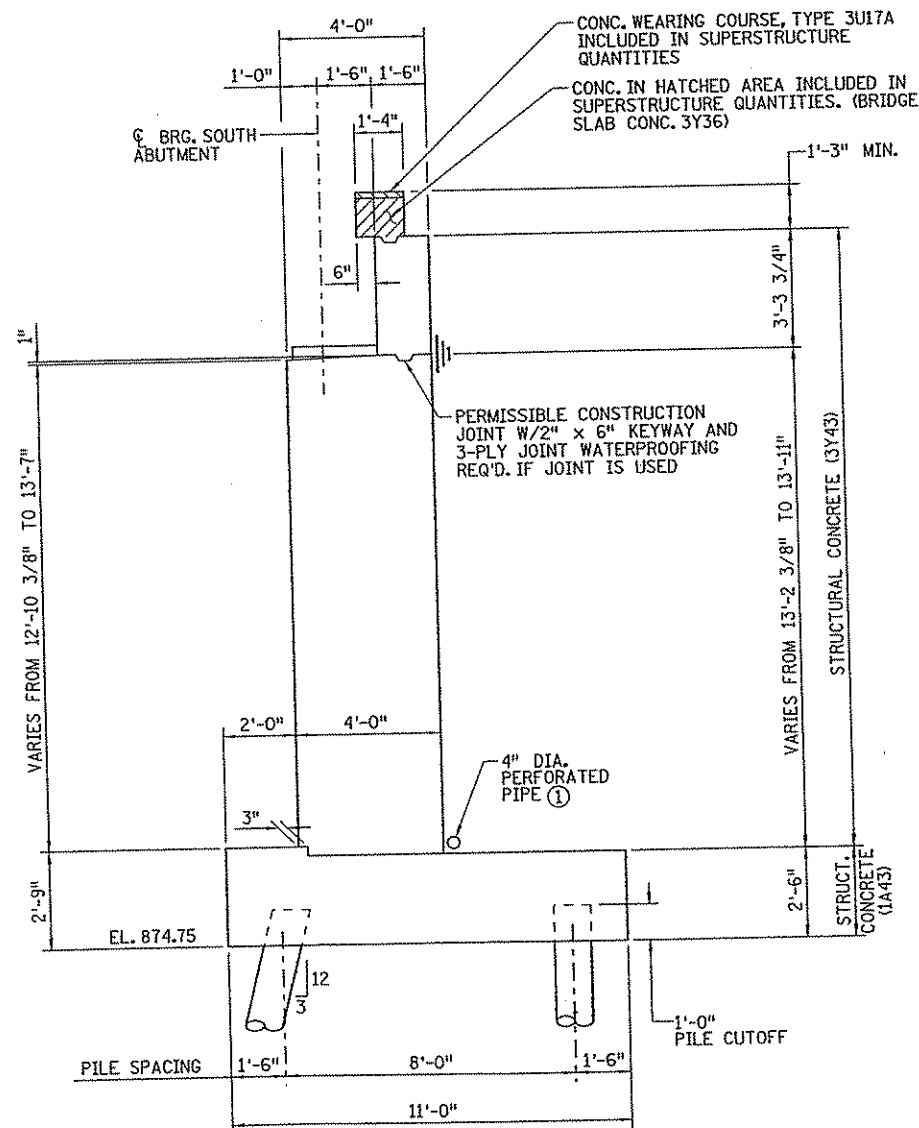 4'-0"
CONC. WEARING COURSE, TYPE 3U17A
INCLUDED IN SUPERSTRUCTURE
QUANTITIES
1'-0"
1'-6"
1'-6"
CONC. IN HATCHED AREA INCLUDED IN
SUPERSTRUCTURE QUANTITIES. (BRIDGE
SLAB CONC. 3Y36)
1'-4"
℄ BRG. SOUTH
ABUTMENT
1'-3" MIN.
6"
3'-3 3/4"
1"
PERMISSIBLE CONSTRUCTION
JOINT W/2" x 6" KEYWAY AND
3-PLY JOINT WATERPROOFING
REQ'D. IF JOINT IS USED
VARIES FROM 12'-10 3/8" TO 13'-7"
VARIES FROM 13'-2 3/8" TO 13'-11"
STRUCTURAL CONCRETE (3Y43)
2'-0"
4'-0"
4" DIA.
PERFORATED
PIPE ①
3"
2'-9"
2'-6"
STRUCT.
CONCRETE
(1A43)
EL. 874.75
12
3
1'-0"
PILE CUTOFF
PILE SPACING
1'-6"
8'-0"
1'-6"
11'-0"